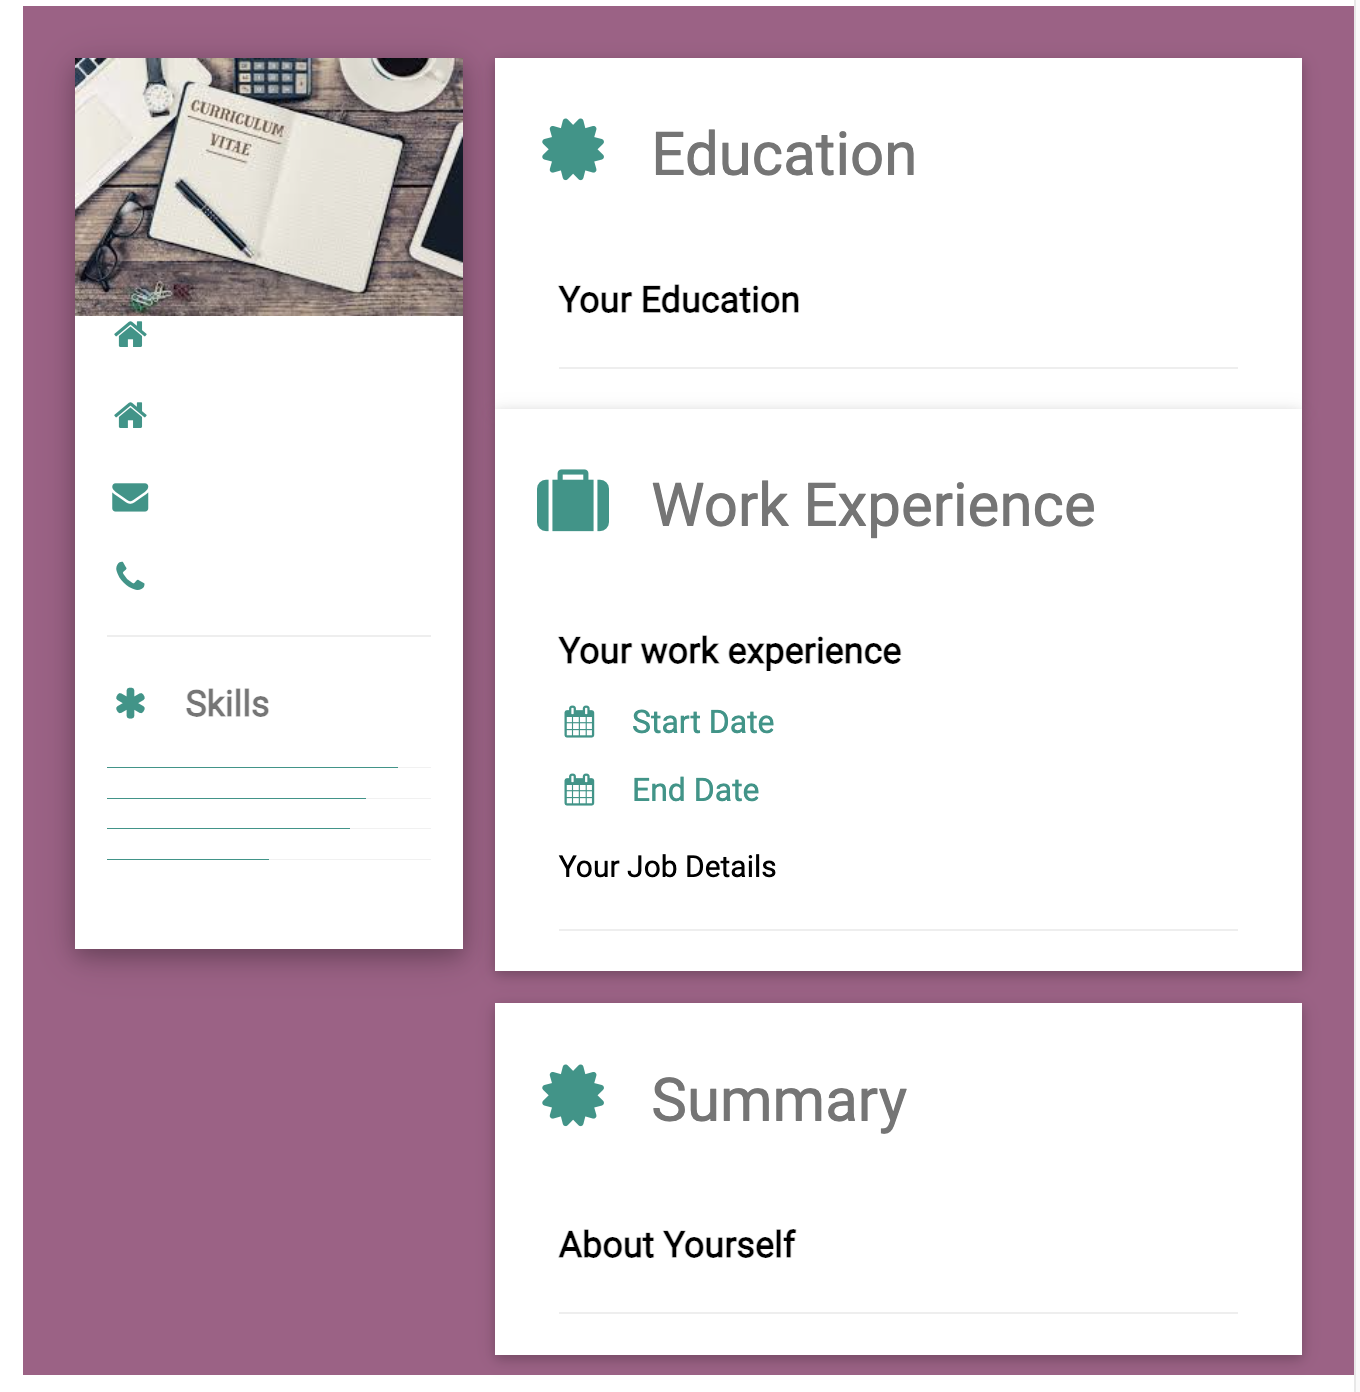 CURRICULUM
VITAE
Skills
Education
Your Education
Work Experience
Your work experience
Start Date
End Date
Your Job Details
Summary
About Yourself